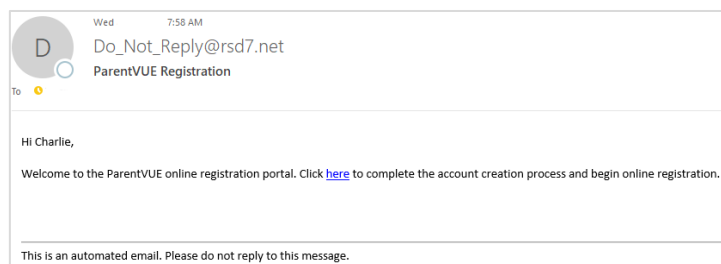 Wed 7:58 AM
D
Do_Not_Reply@rsd7.net
ParentVUE Registration
To
Hi Charlie,
Welcome to the ParentVUE online registration portal. Click here to complete the account creation process and begin online registration.
This is an automated email. Please do not reply to this message.